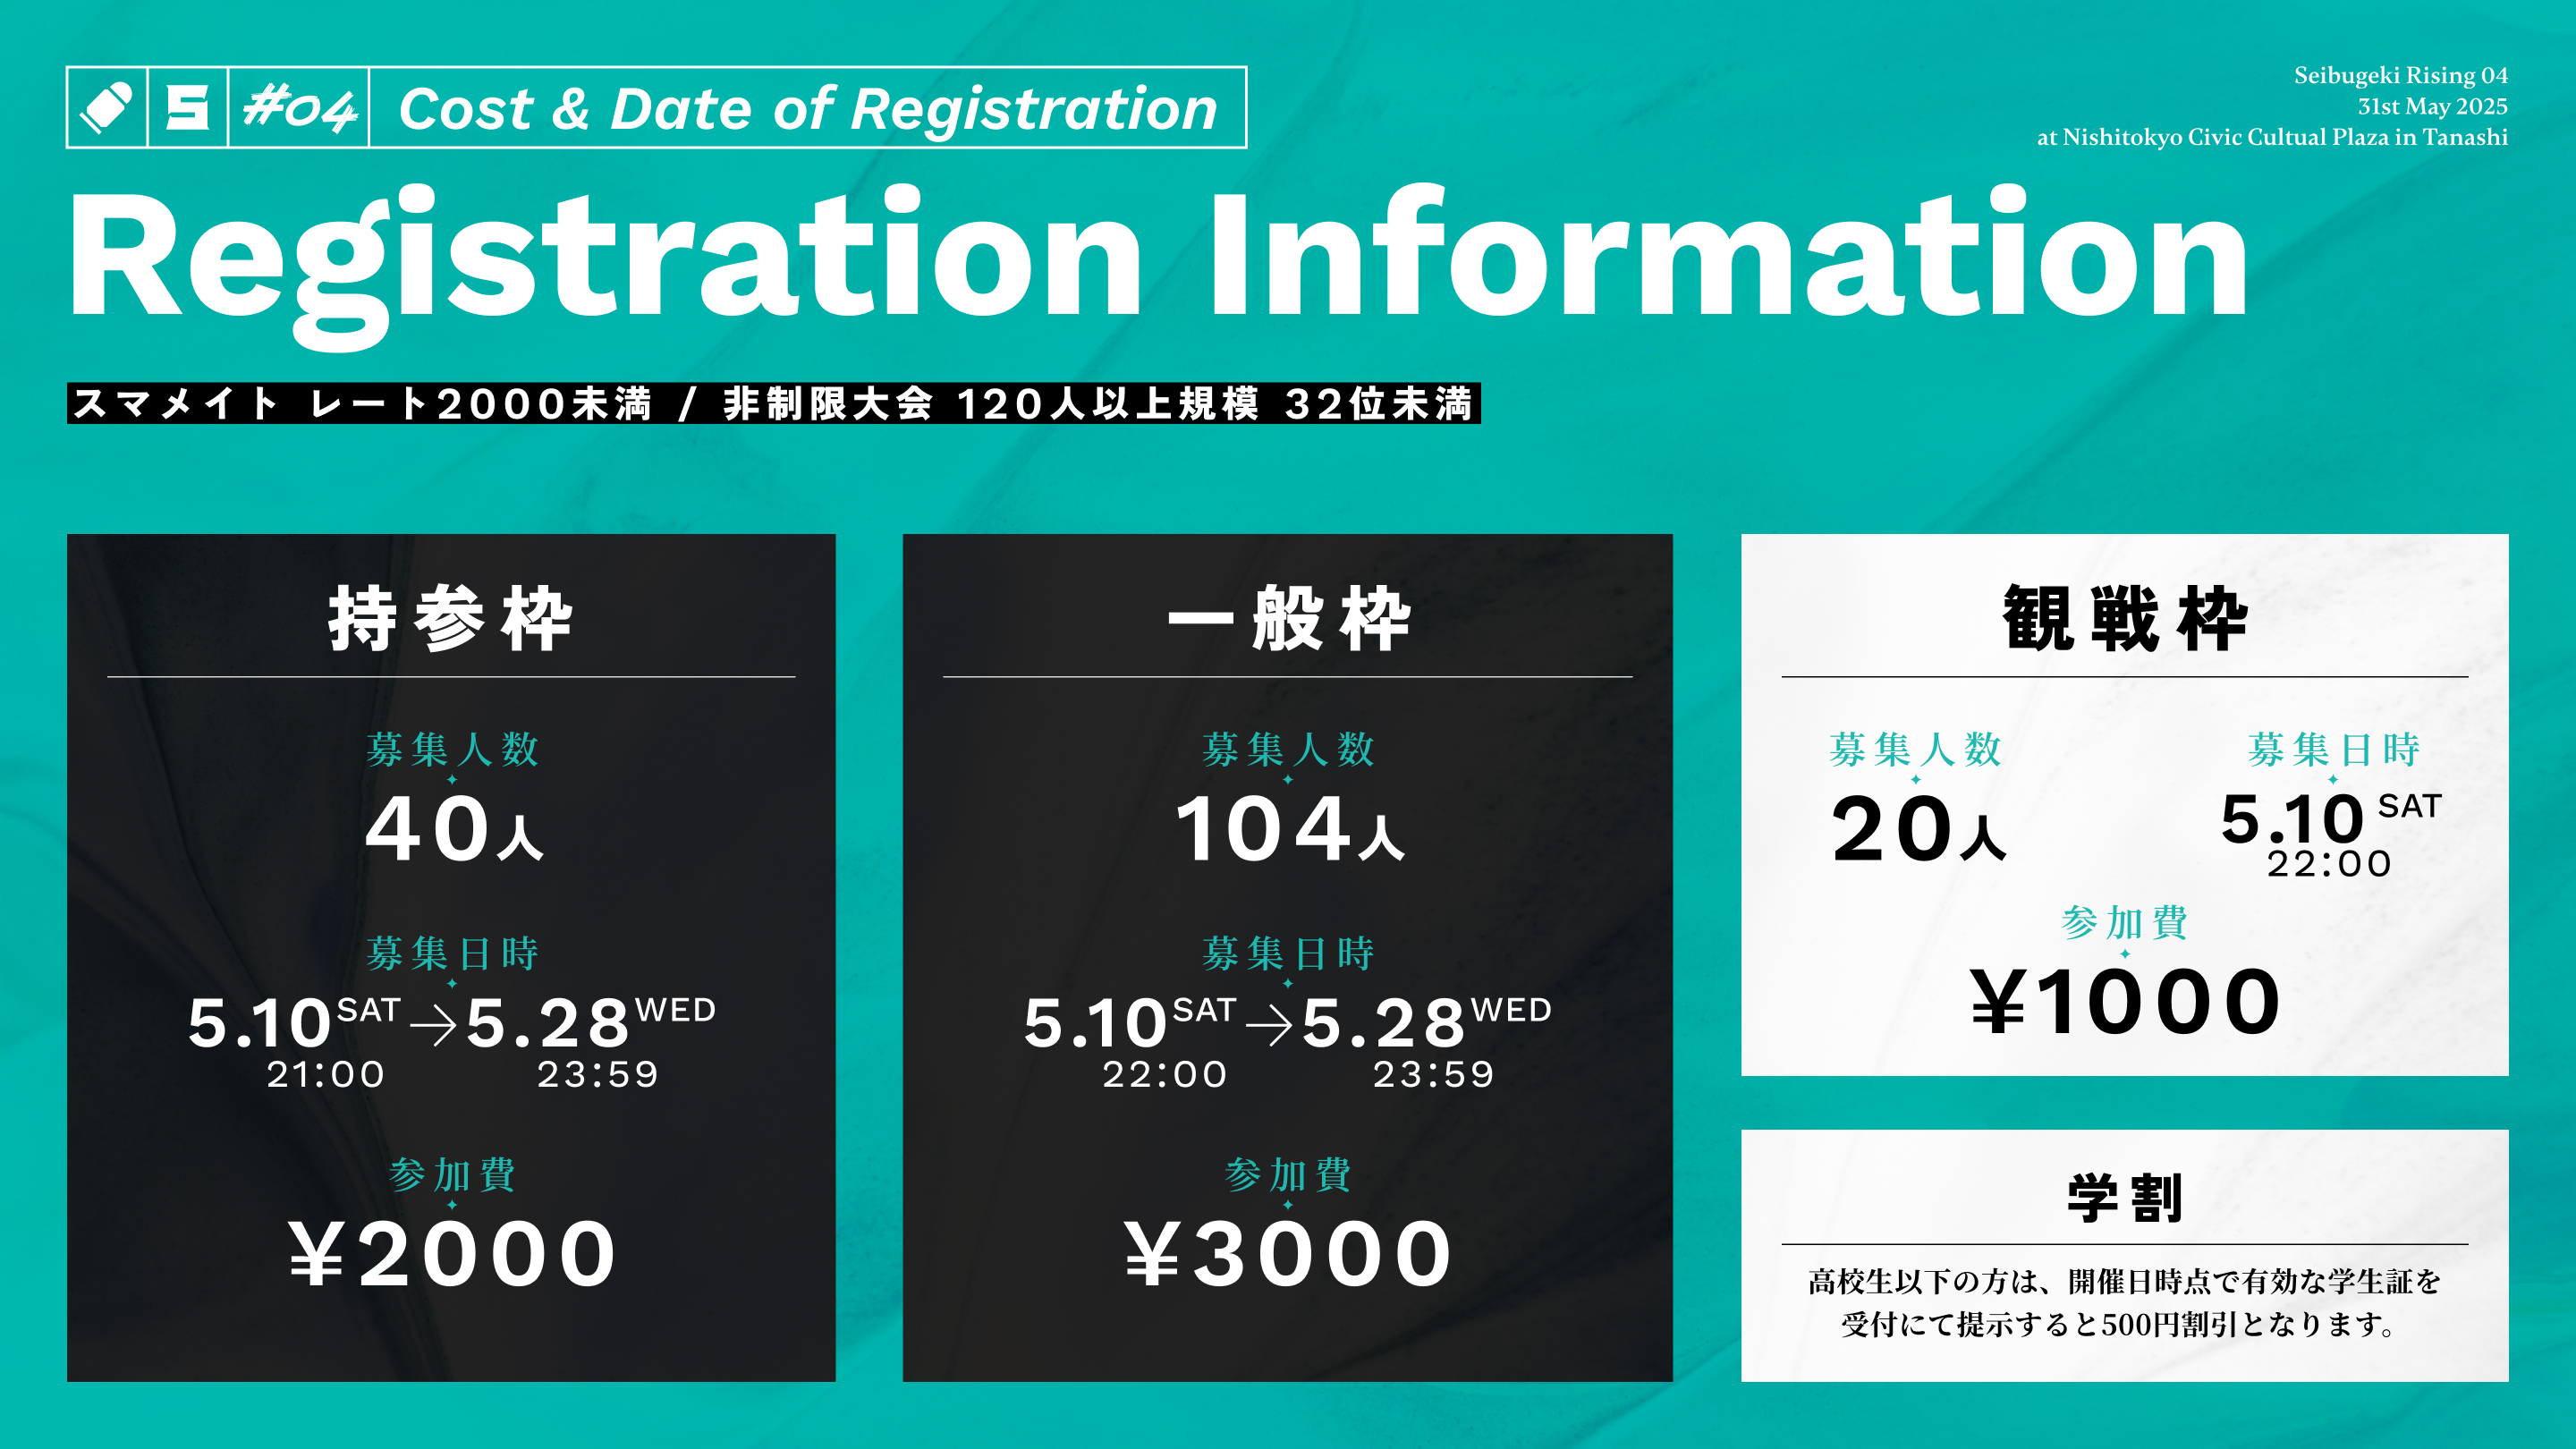 S #04 Cost & Date of Registration
Seibugeki Rising 04
31st May 2025
at Nishitokyo Civic Cultual Plaza in Tanashi
Registration Information
スマメイト レート2000未満 / 非制限大会 120人以上規模 32位未満
持参枠
募集人数
40人
募集日時
5.10 SAT → 5.28 WED
21:00 23:59
参加費
¥2000
一般枠
募集人数
104人
募集日時
5.10 SAT → 5.28 WED
22:00 23:59
参加費
¥3000
観戦枠
募集人数 募集日時
20人 5.10 SAT
22:00
参加費
¥1000
学割
高校生以下の方は、開催日時点で有効な学生証を
受付にて提示すると500円割引となります。